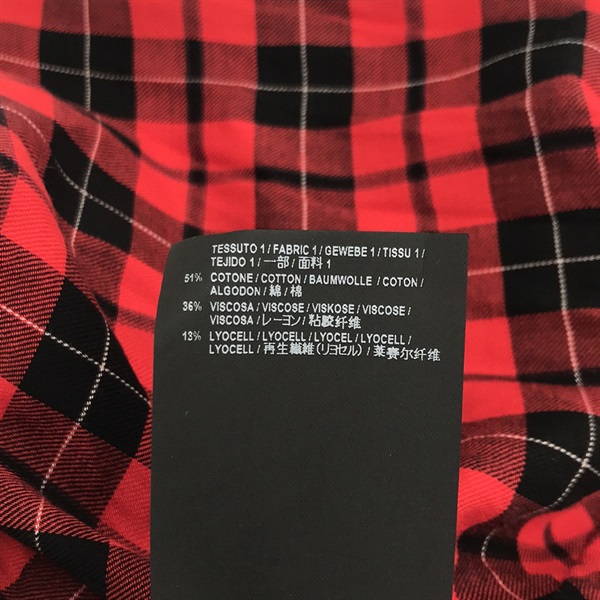 TESSUTO 1 / FABRIC 1 / GEWEBE 1 / TISSU 1 /
TEJIDO 1 / 一部 / 面料 1
51% COTONE / COTTON / BAUMWOLLE / COTON /
ALGODON / 綿 / 棉
36% VISCOSA / VISCOSE / VISKOSE / VISCOSE /
VISCOSA / レーヨン / 粘胶纤维
13% LYOCELL / LYOCELL / LYOCEL / LYOCELL /
LYOCELL / 再生繊維 (リヨセル) / 莱赛尔纤维